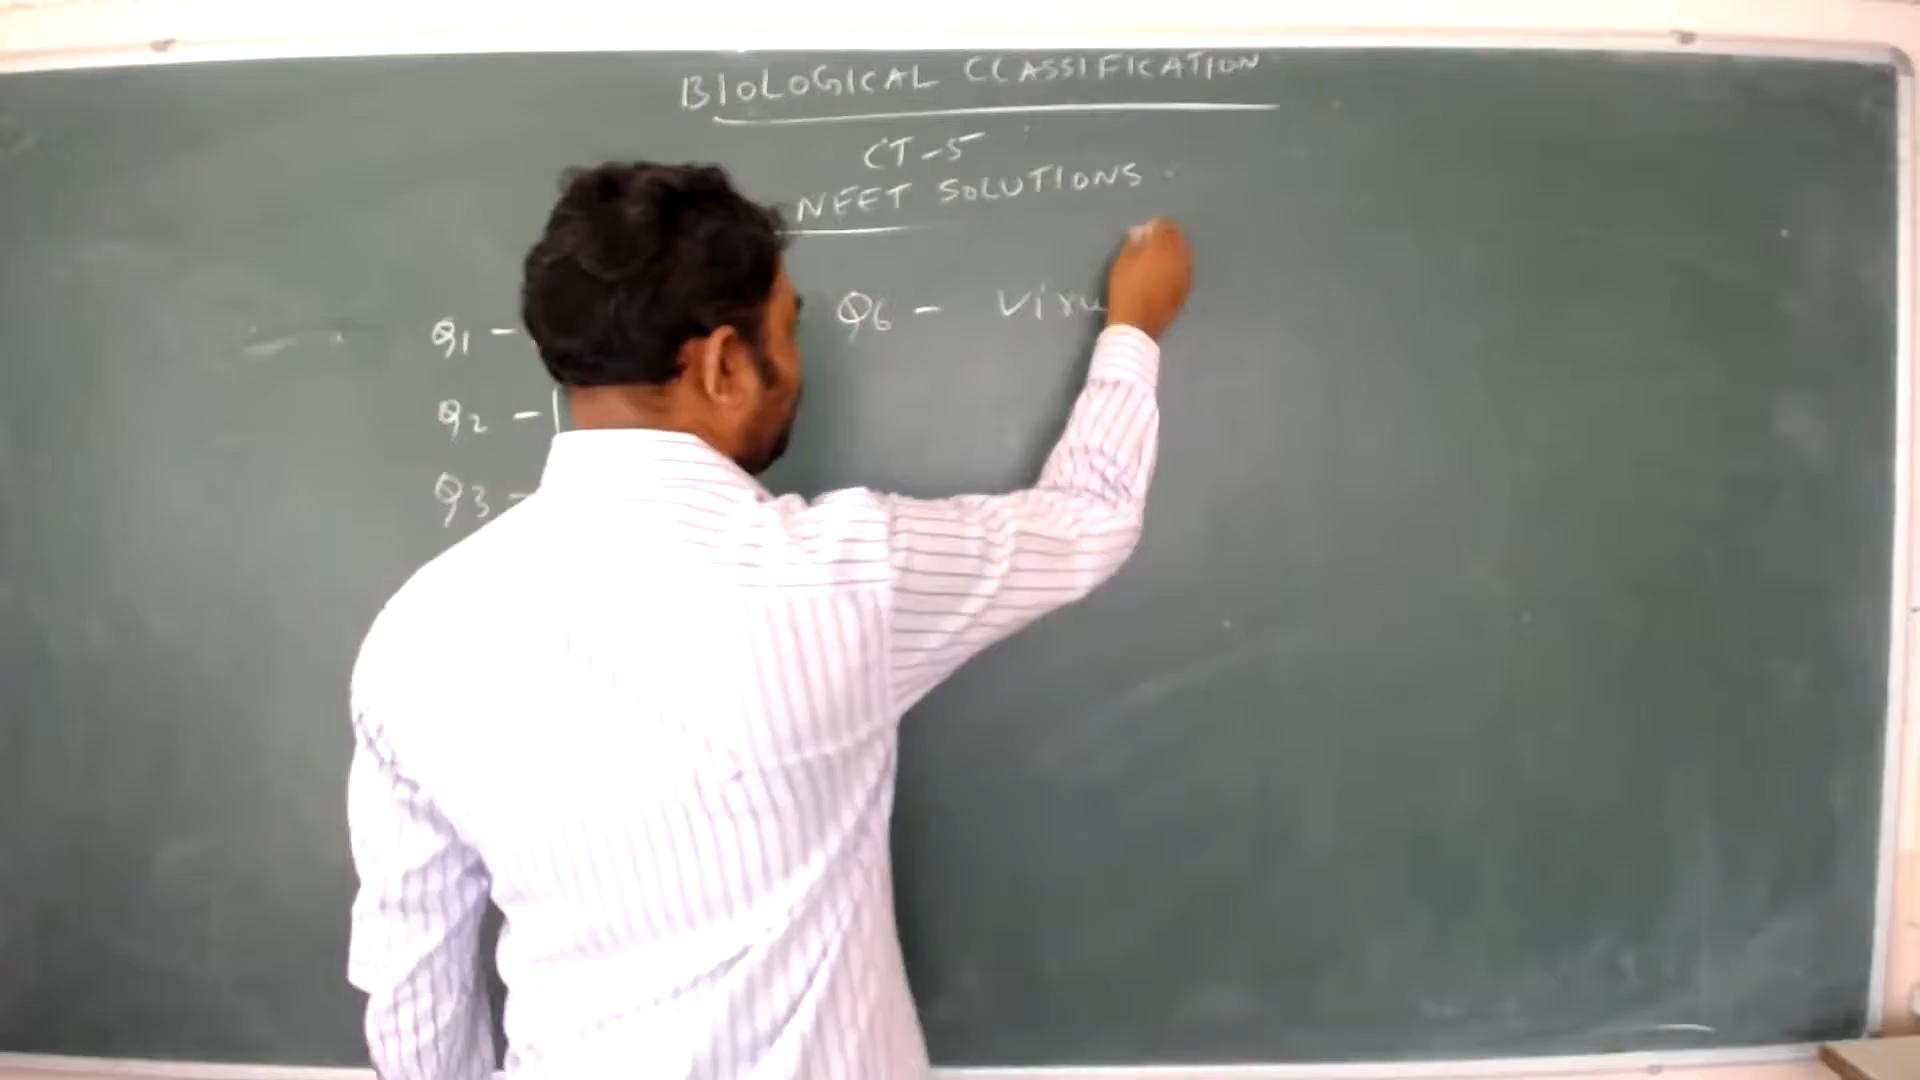 BIOLOGICAL CLASSIFICATION
CT-5
NEET SOLUTIONS.
Q1 -
Q2 -
Q3 -
Q6 - Viru